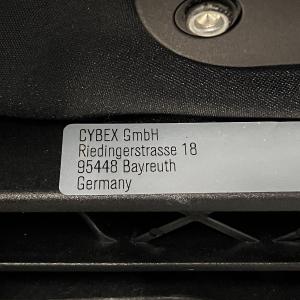 CYBEX GmbH
Riedingerstrasse 18
95448 Bayreuth
Germany